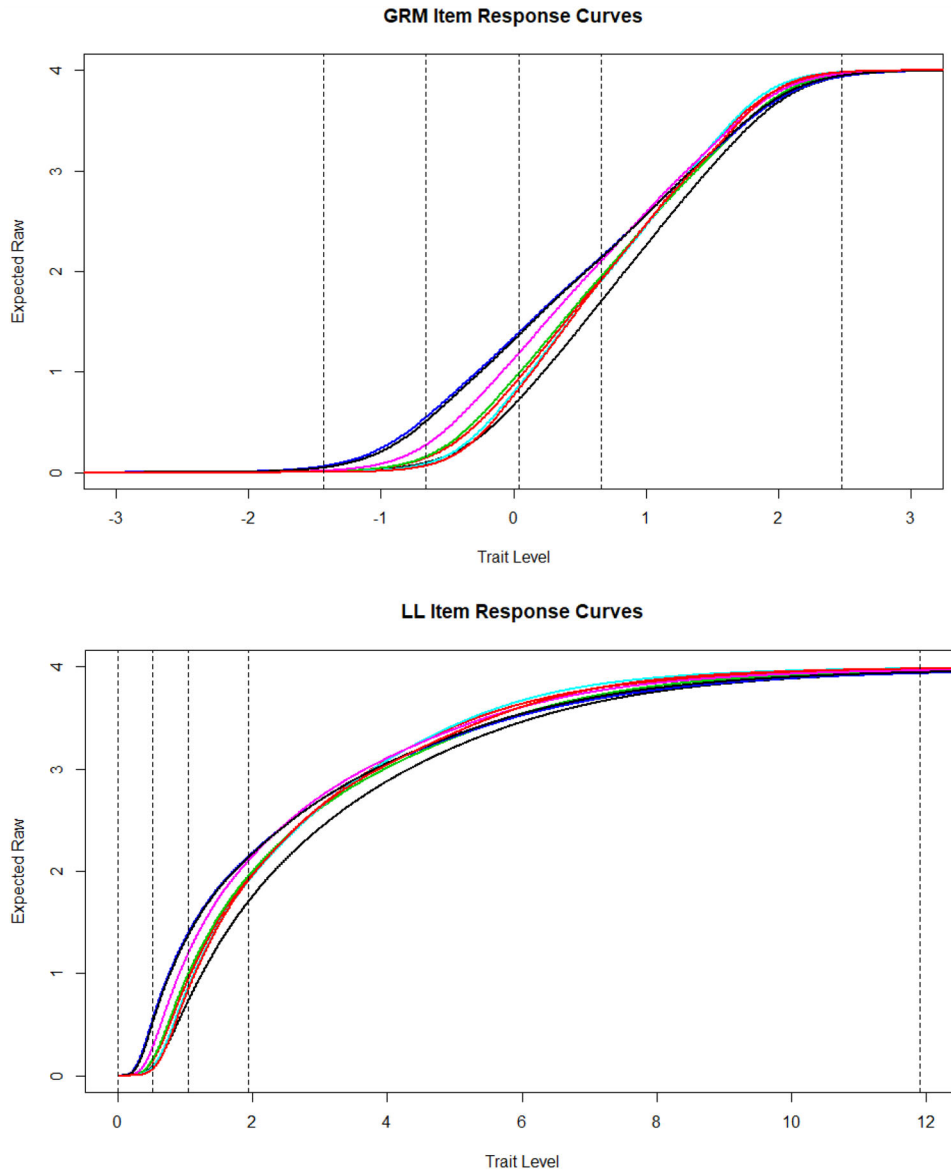 GRM Item Response Curves
4
3
2
1
0
Expected Raw
-3 -2 -1 0 1 2 3
Trait Level
LL Item Response Curves
4
3
2
1
0
Expected Raw
0 2 4 6 8 10 12
Trait Level